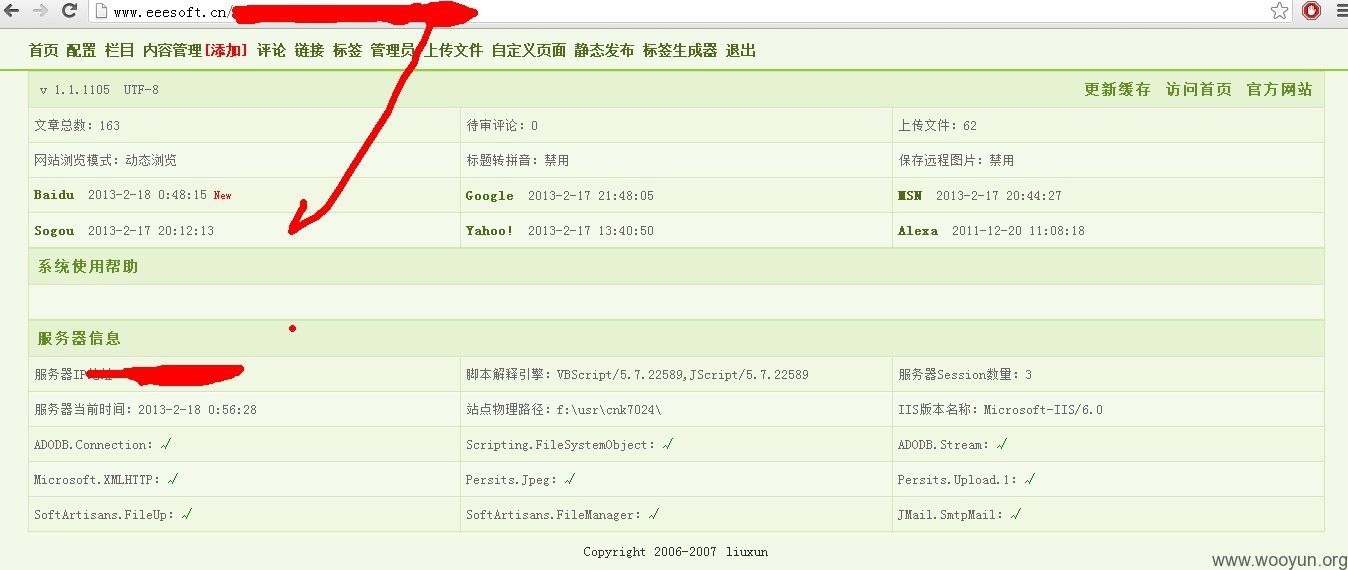 www.eeesoft.cn/
首页 配置 栏目 内容管理[添加] 评论 链接 标签 管理员 上传文件 自定义页面 静态发布 标签生成器 退出
v 1.1.1105 UTF-8 更新缓存 访问首页 官方网站
文章总数: 163 待审评论: 0 上传文件: 62
网站浏览模式: 动态浏览 标题转拼音: 禁用 保存远程图片: 禁用
Baidu 2013-2-18 0:48:15 New Google 2013-2-17 21:48:05 MSN 2013-2-17 20:44:27
Sogou 2013-2-17 20:12:13 Yahoo! 2013-2-17 13:40:50 Alexa 2011-12-20 11:08:18
系统使用帮助
服务器信息
服务器IP地址 脚本解释引擎: VBScript/5.7.22589,JScript/5.7.22589 服务器Session数量: 3
服务器当前时间: 2013-2-18 0:56:28 站点物理路径: f:\usr\cnk7024\ IIS版本名称: Microsoft-IIS/6.0
ADODB.Connection: √ Scripting.FileSystemObject: √ ADODB.Stream: √
Microsoft.XMLHTTP: √ Persits.Jpeg: √ Persits.Upload.1: √
SoftArtisans.FileUp: √ SoftArtisans.FileManager: √ JMail.SmtpMail: √
Copyright 2006-2007 liuxun
www.wooyun.org